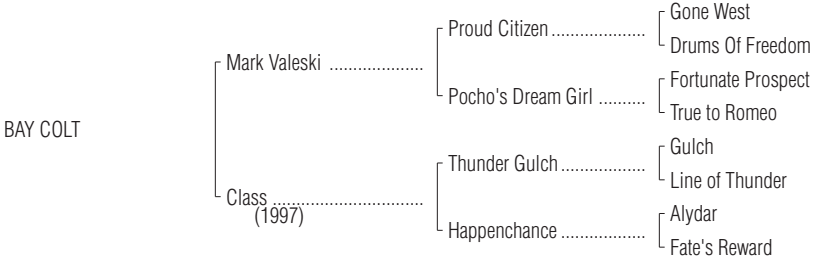 Gone West
Proud Citizen ....................
Drums Of Freedom
Mark Valeski ....................
Fortunate Prospect
Pocho's Dream Girl ..........
True to Romeo
BAY COLT
Gulch
Thunder Gulch ..................
Line of Thunder
Class ................................
(1997)
Alydar
Happenchance ..................
Fate's Reward